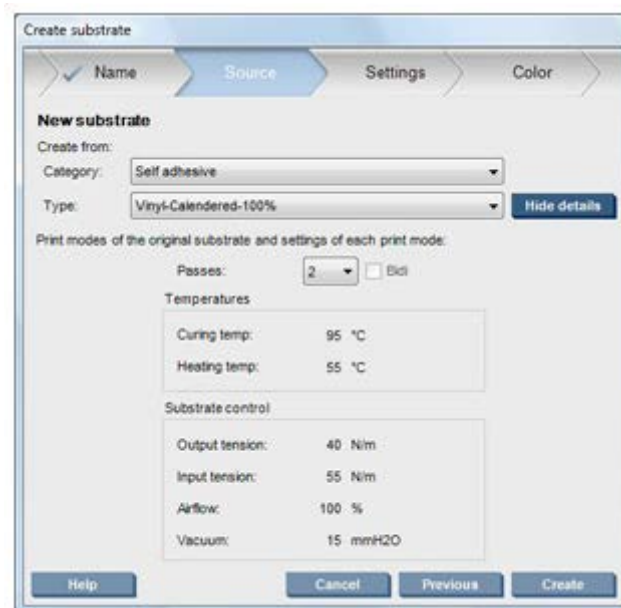 Create substrate
Name Source Settings Color
New substrate
Create from:
Category: Self adhesive
Type: Vinyl-Calendered-100% Hide details
Print modes of the original substrate and settings of each print mode:
Passes: 2 Bidi
Temperatures
Curing temp: 95 °C
Heating temp: 55 °C
Substrate control
Output tension: 40 N/m
Input tension: 55 N/m
Airflow: 100 %
Vacuum: 15 mmH2O
Help Cancel Previous Create